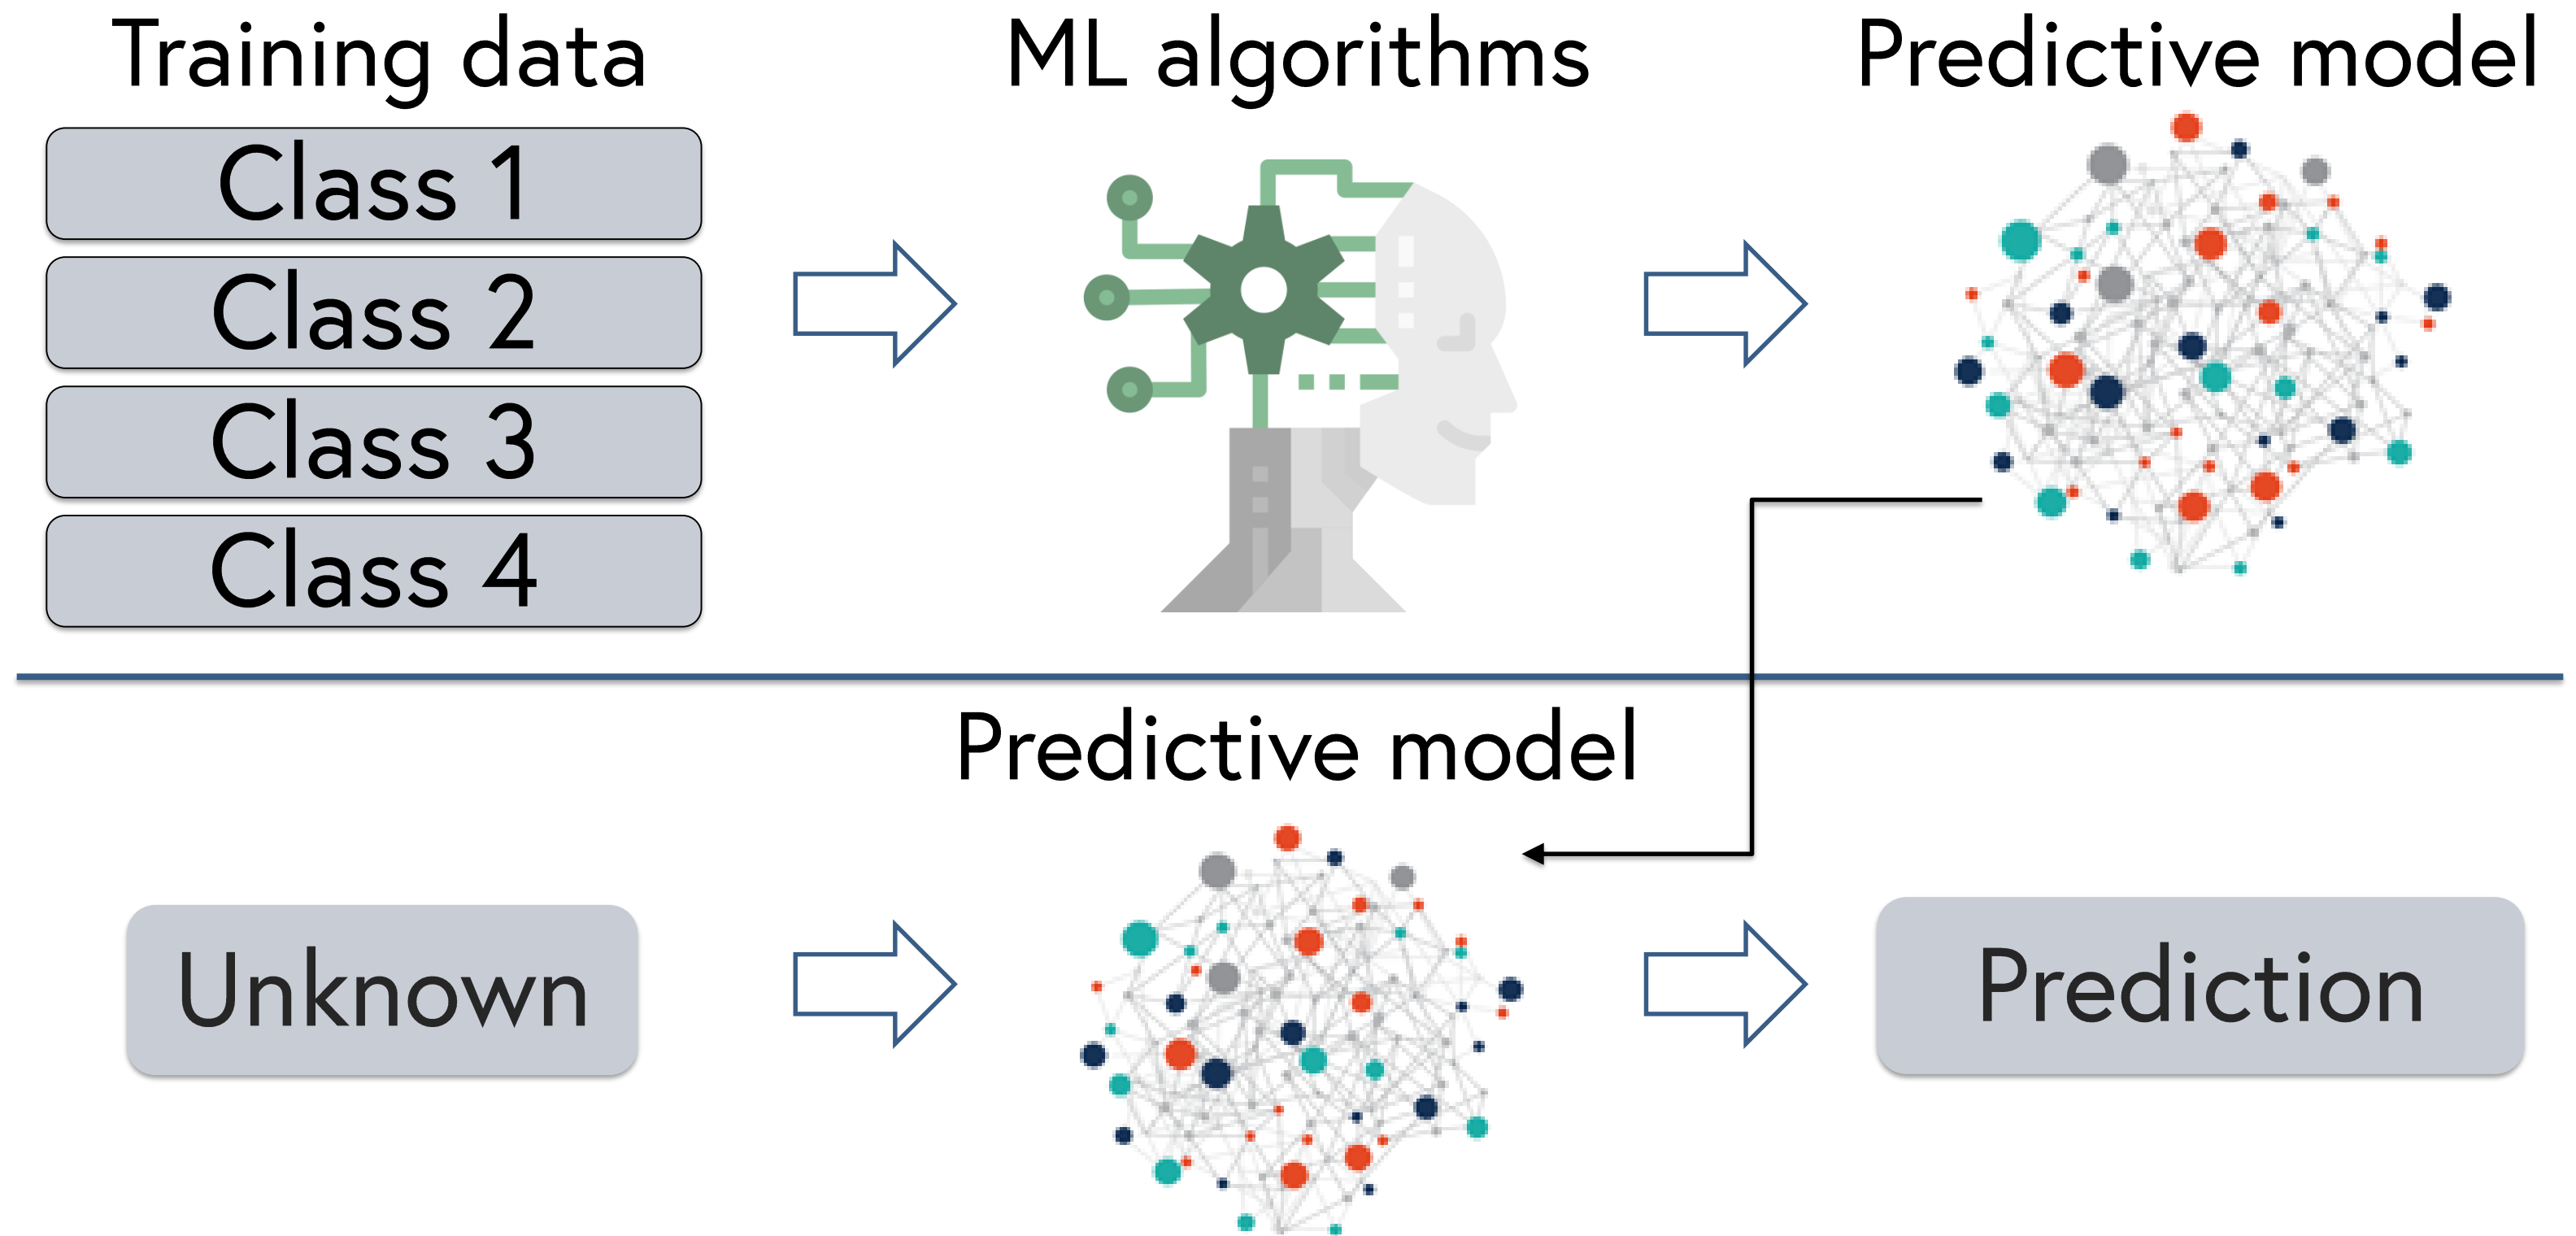 Training data
ML algorithms
Predictive model
Class 1
Class 2
Class 3
Class 4
Predictive model
Unknown
Prediction